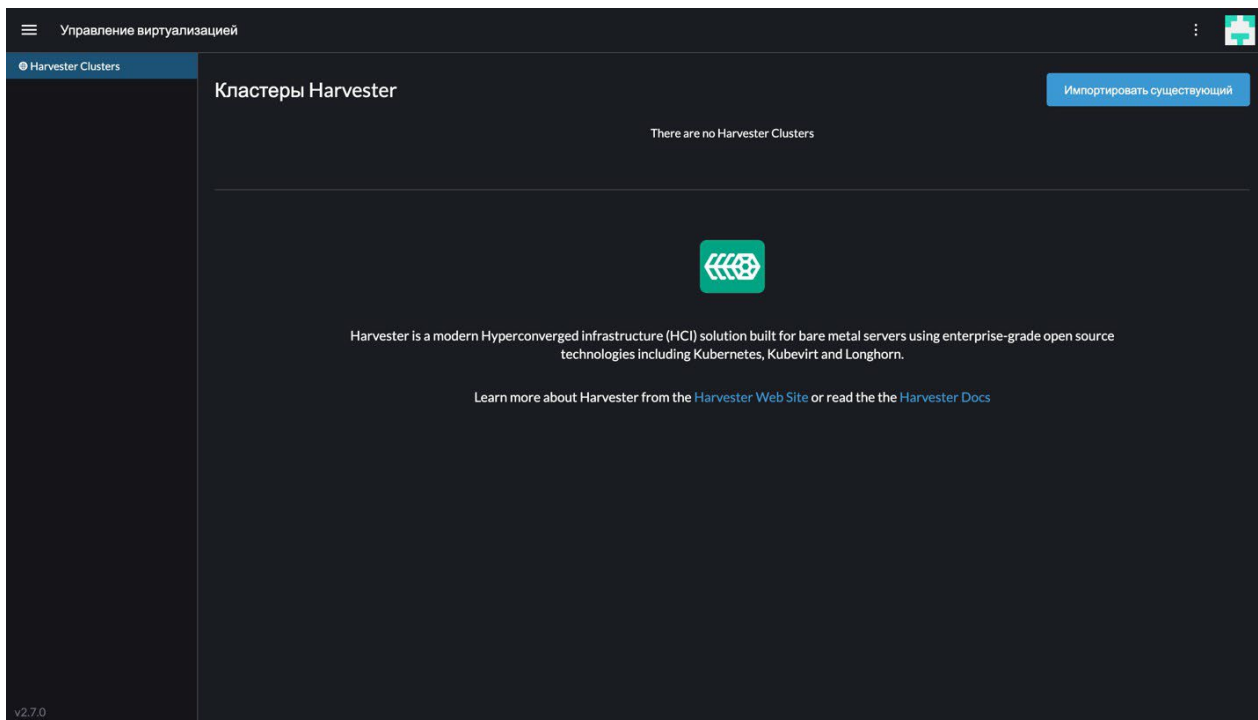 Управление виртуализацией
Harvester Clusters
Кластеры Harvester
Импортировать существующий
There are no Harvester Clusters
Harvester is a modern Hyperconverged infrastructure (HCI) solution built for bare metal servers using enterprise-grade open source
technologies including Kubernetes, Kubevirt and Longhorn.
Learn more about Harvester from the Harvester Web Site or read the the Harvester Docs
v2.7.0